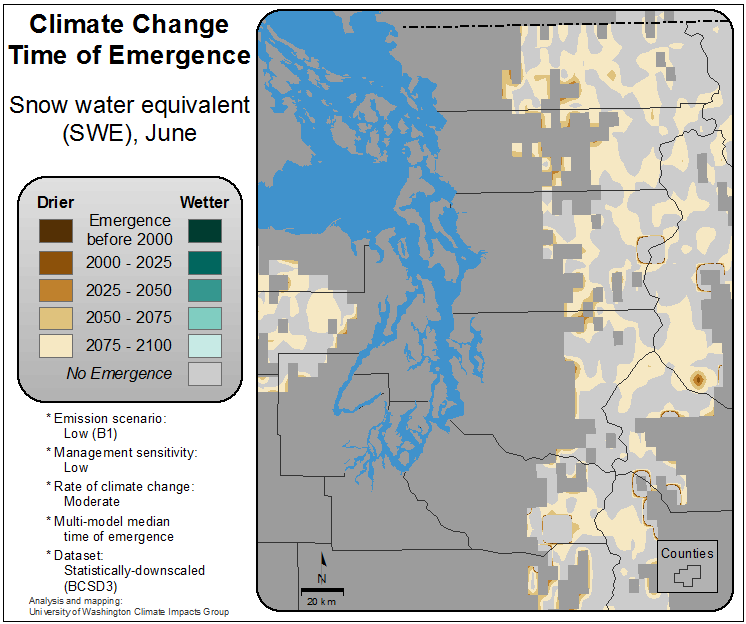 Climate Change
Time of Emergence
Snow water equivalent
(SWE), June
Drier
Wetter
Emergence
before 2000
2000 - 2025
2025 - 2050
2050 - 2075
2075 - 2100
No Emergence
* Emission scenario:
Low (B1)
* Management sensitivity:
Low
* Rate of climate change:
Moderate
* Multi-model median
time of emergence
* Dataset:
Statistically-downscaled
(BCSD3)
Analysis and mapping:
University of Washington Climate Impacts Group
N
20 km
Counties